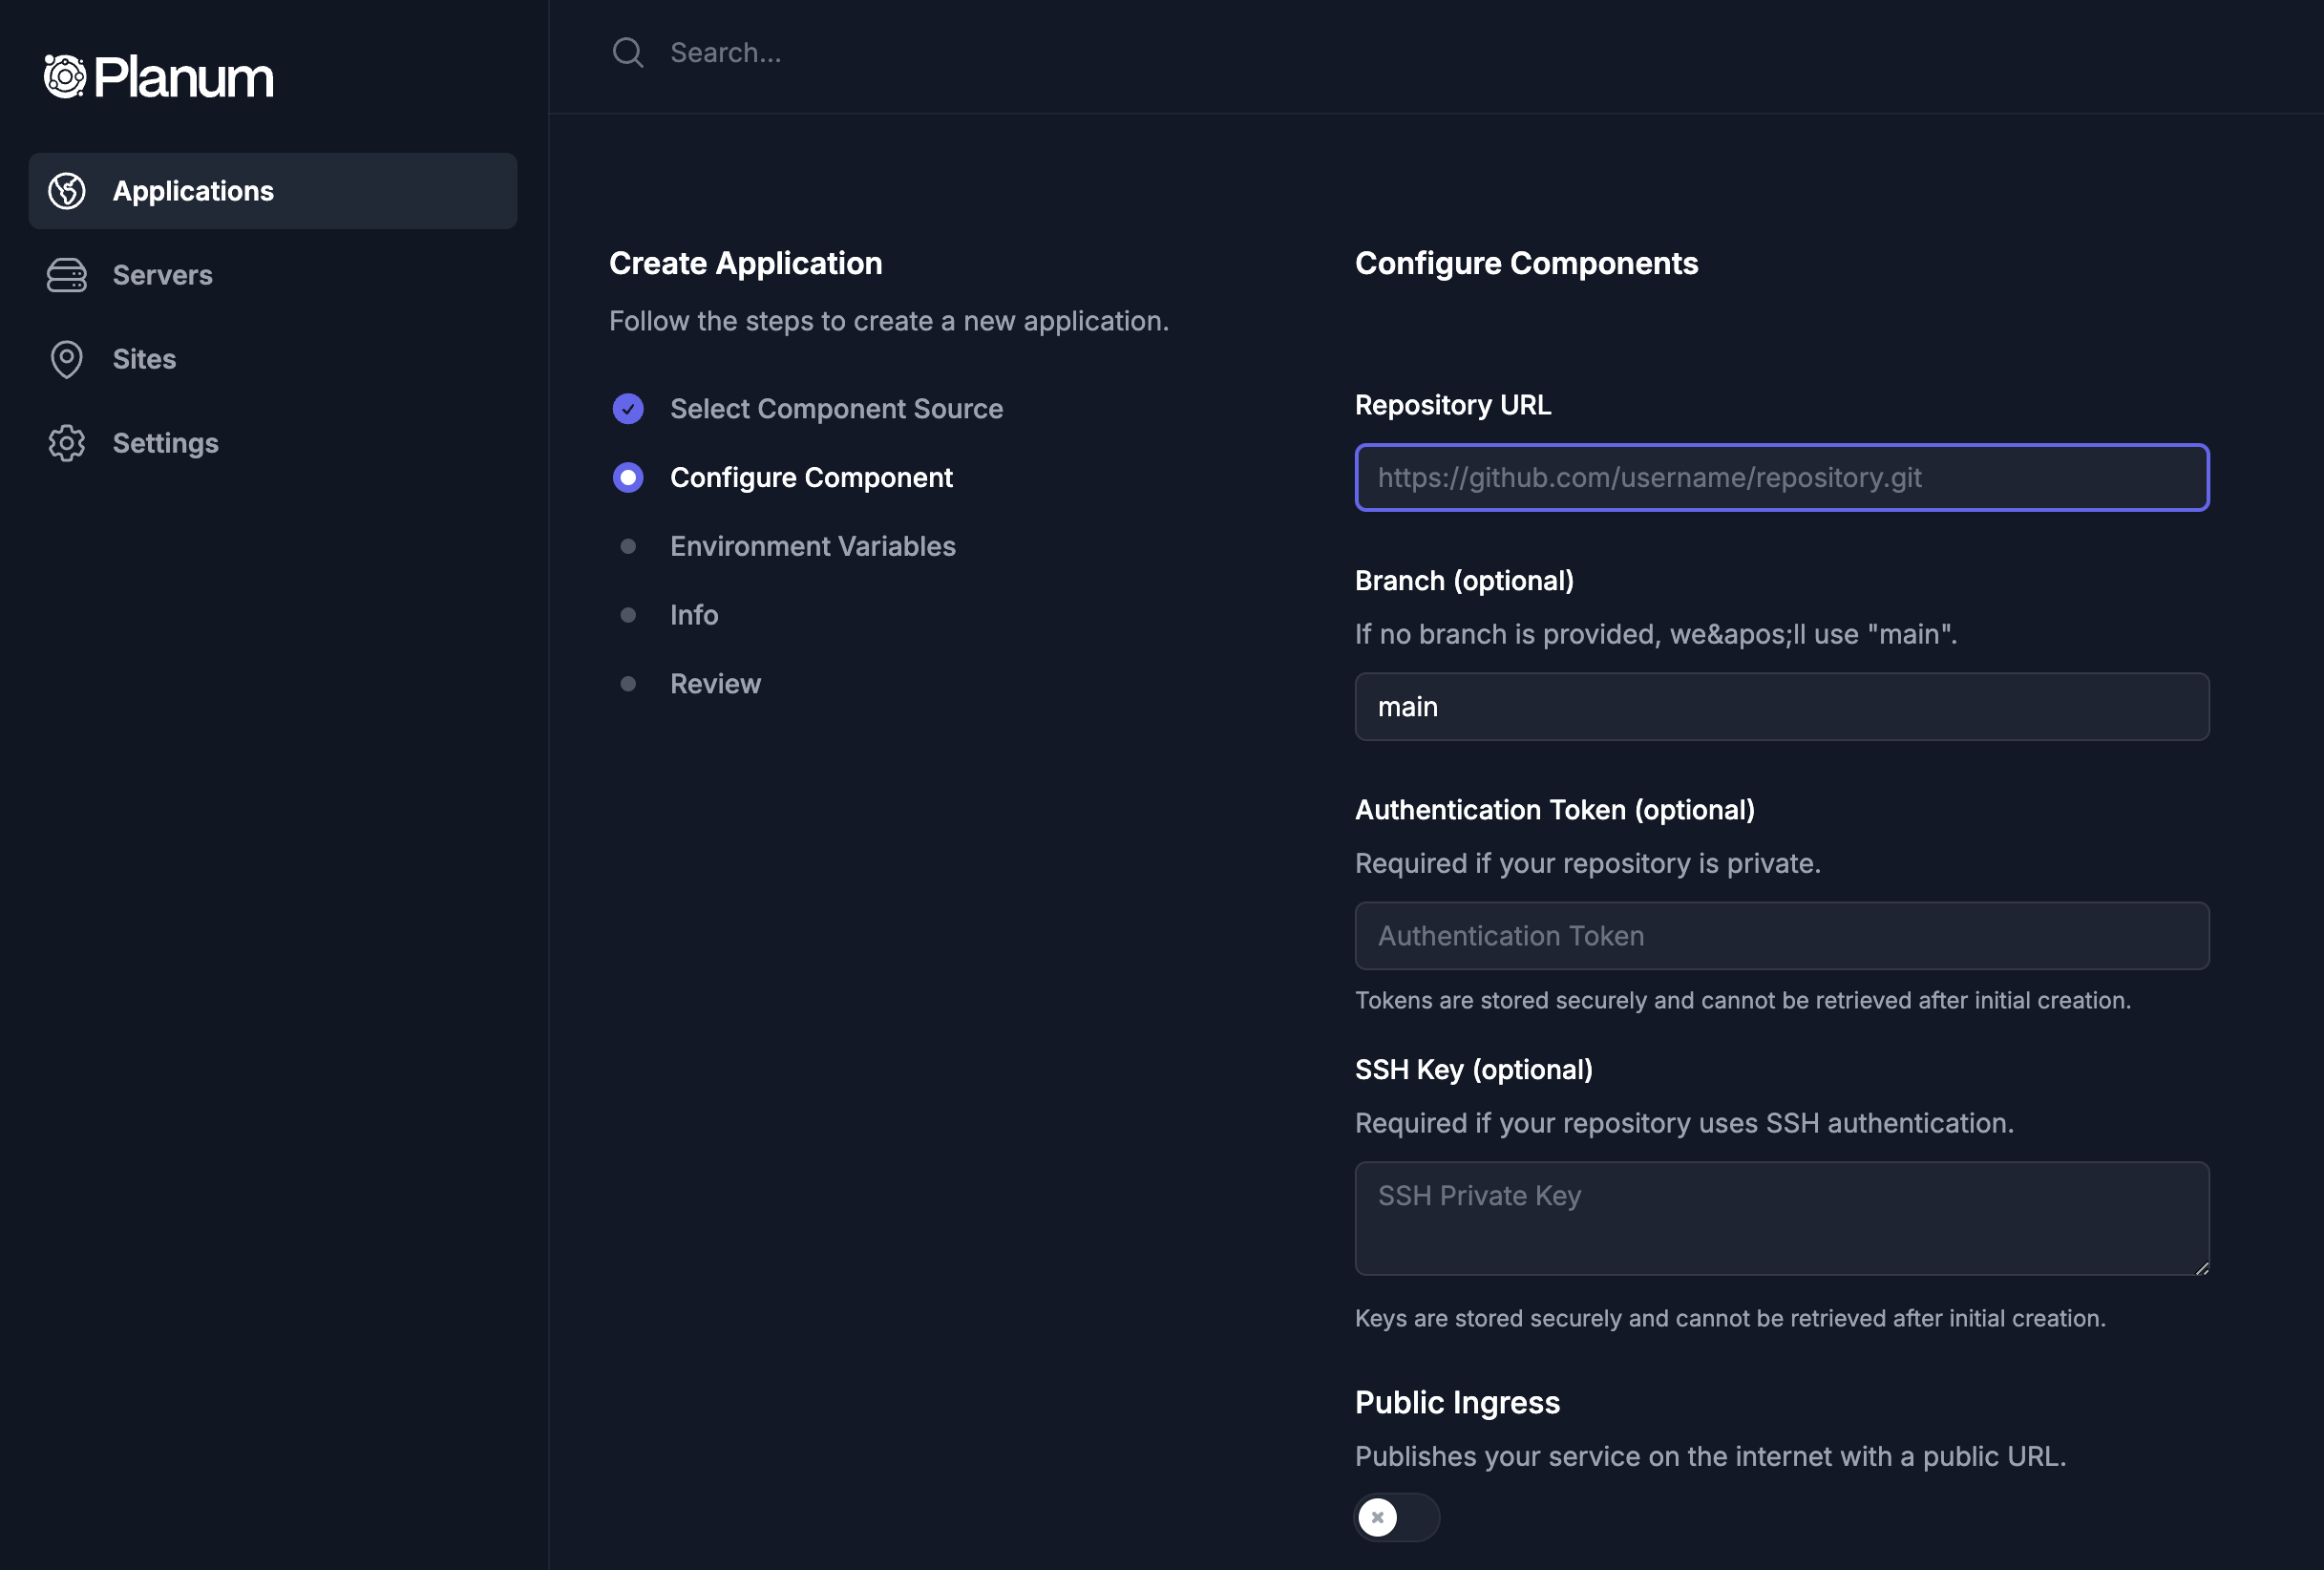 Planum
Search...
Applications
Servers
Sites
Settings
Create Application
Follow the steps to create a new application.
Select Component Source
Configure Component
Environment Variables
Info
Review
Configure Components
Repository URL
https://github.com/username/repository.git
Branch (optional)
If no branch is provided, we&apos;ll use "main".
main
Authentication Token (optional)
Required if your repository is private.
Authentication Token
Tokens are stored securely and cannot be retrieved after initial creation.
SSH Key (optional)
Required if your repository uses SSH authentication.
SSH Private Key
Keys are stored securely and cannot be retrieved after initial creation.
Public Ingress
Publishes your service on the internet with a public URL.